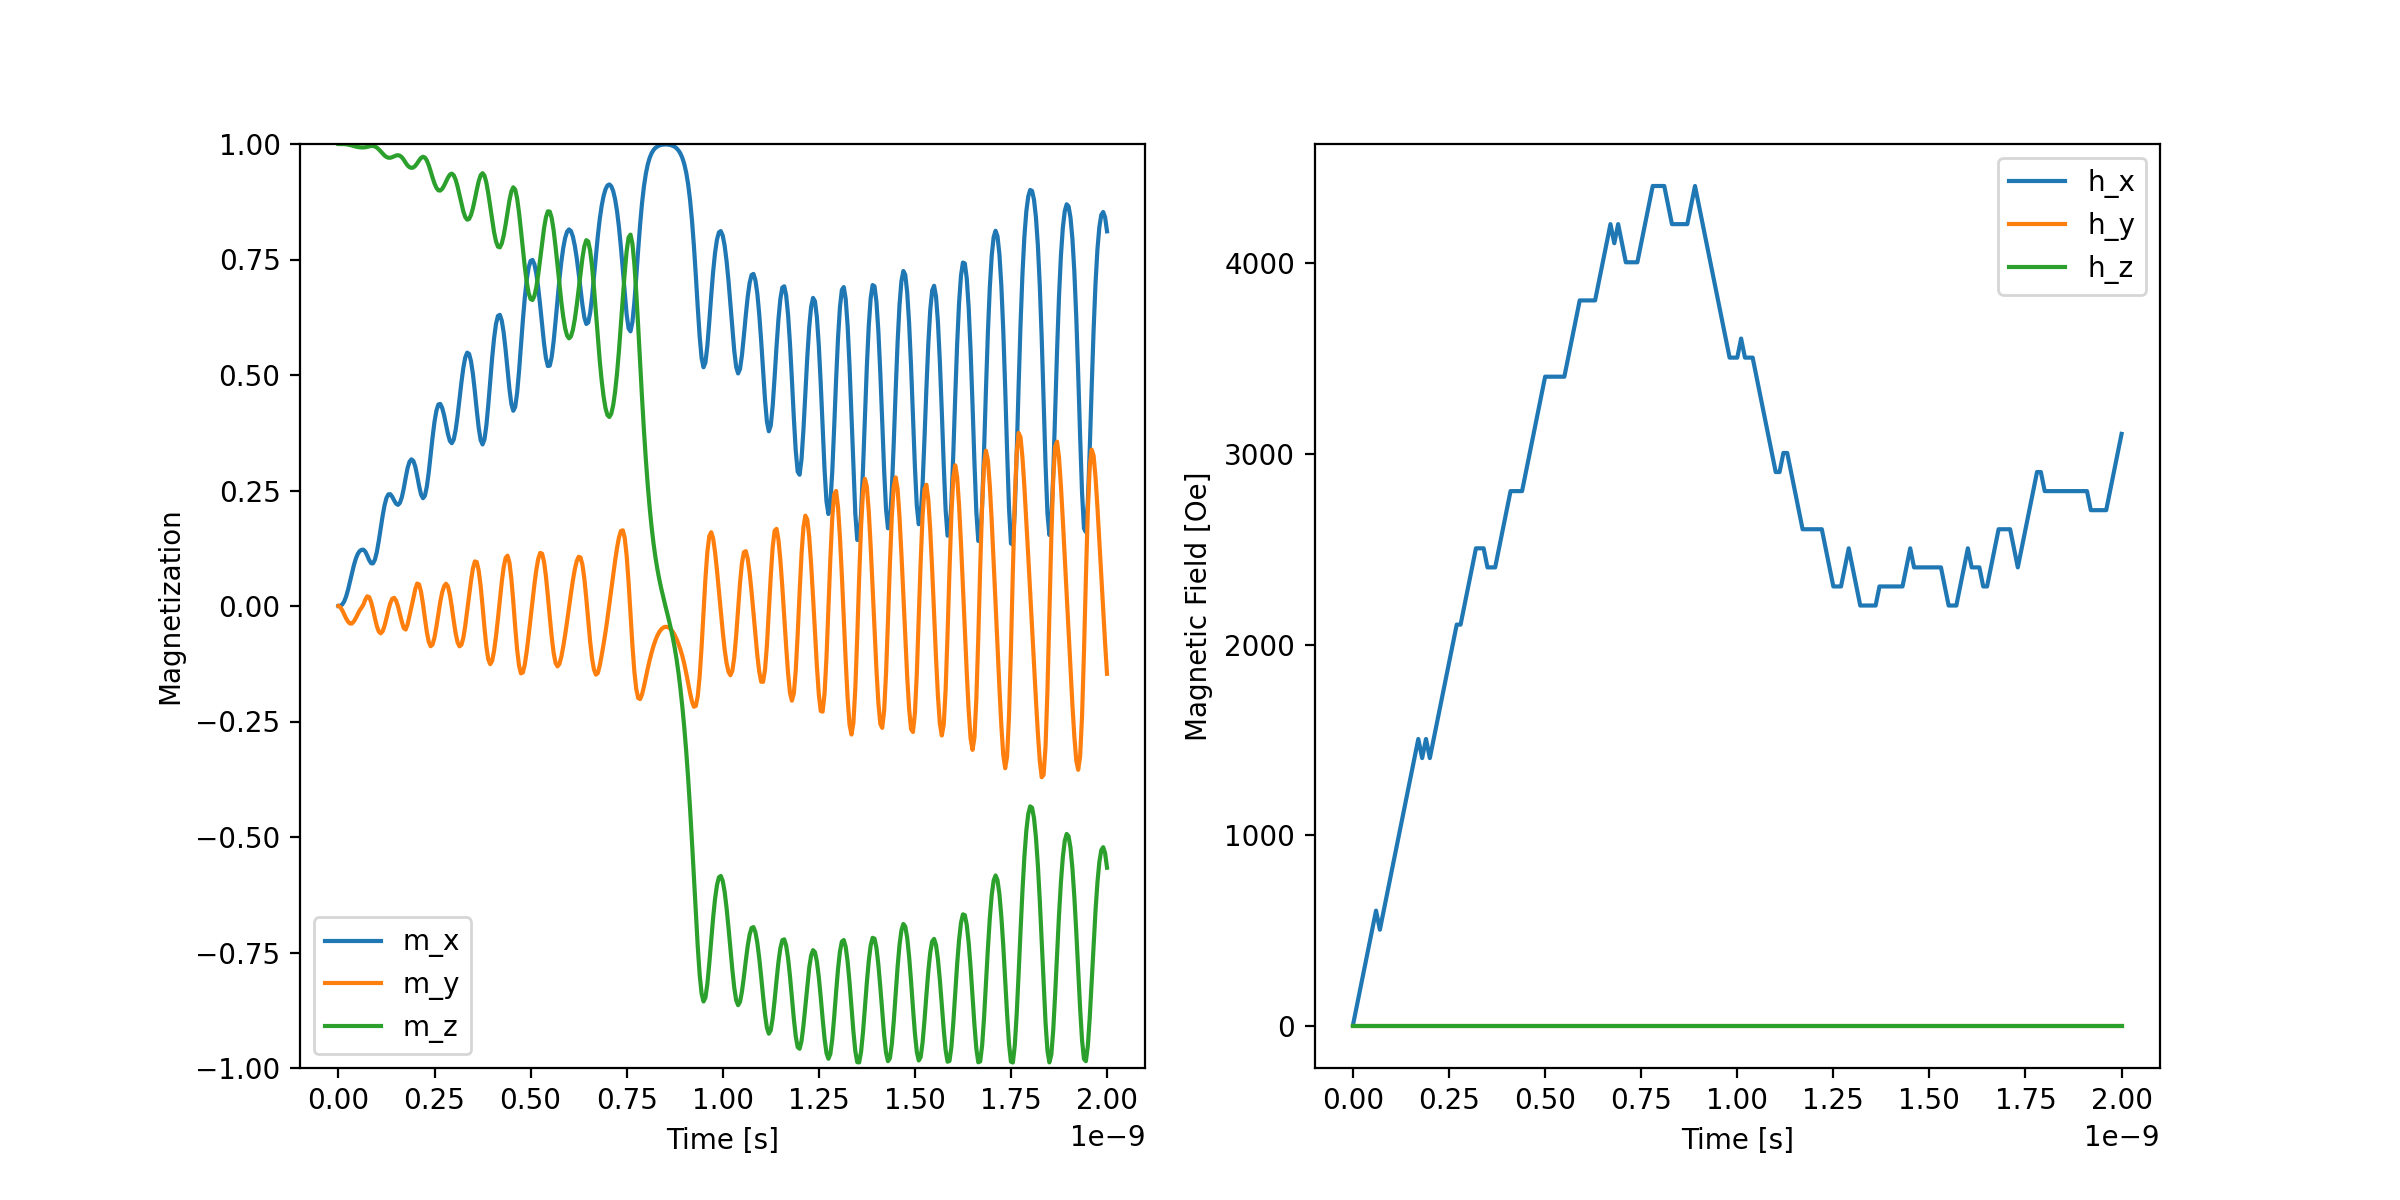 Magnetization
1.00
0.75
0.50
0.25
0.00
−0.25
−0.50
−0.75
−1.00
m_x
m_y
m_z
0.00 0.25 0.50 0.75 1.00 1.25 1.50 1.75 2.00
Time [s]
1e−9
Magnetic Field [Oe]
4000
3000
2000
1000
0
h_x
h_y
h_z
0.00 0.25 0.50 0.75 1.00 1.25 1.50 1.75 2.00
Time [s]
1e−9